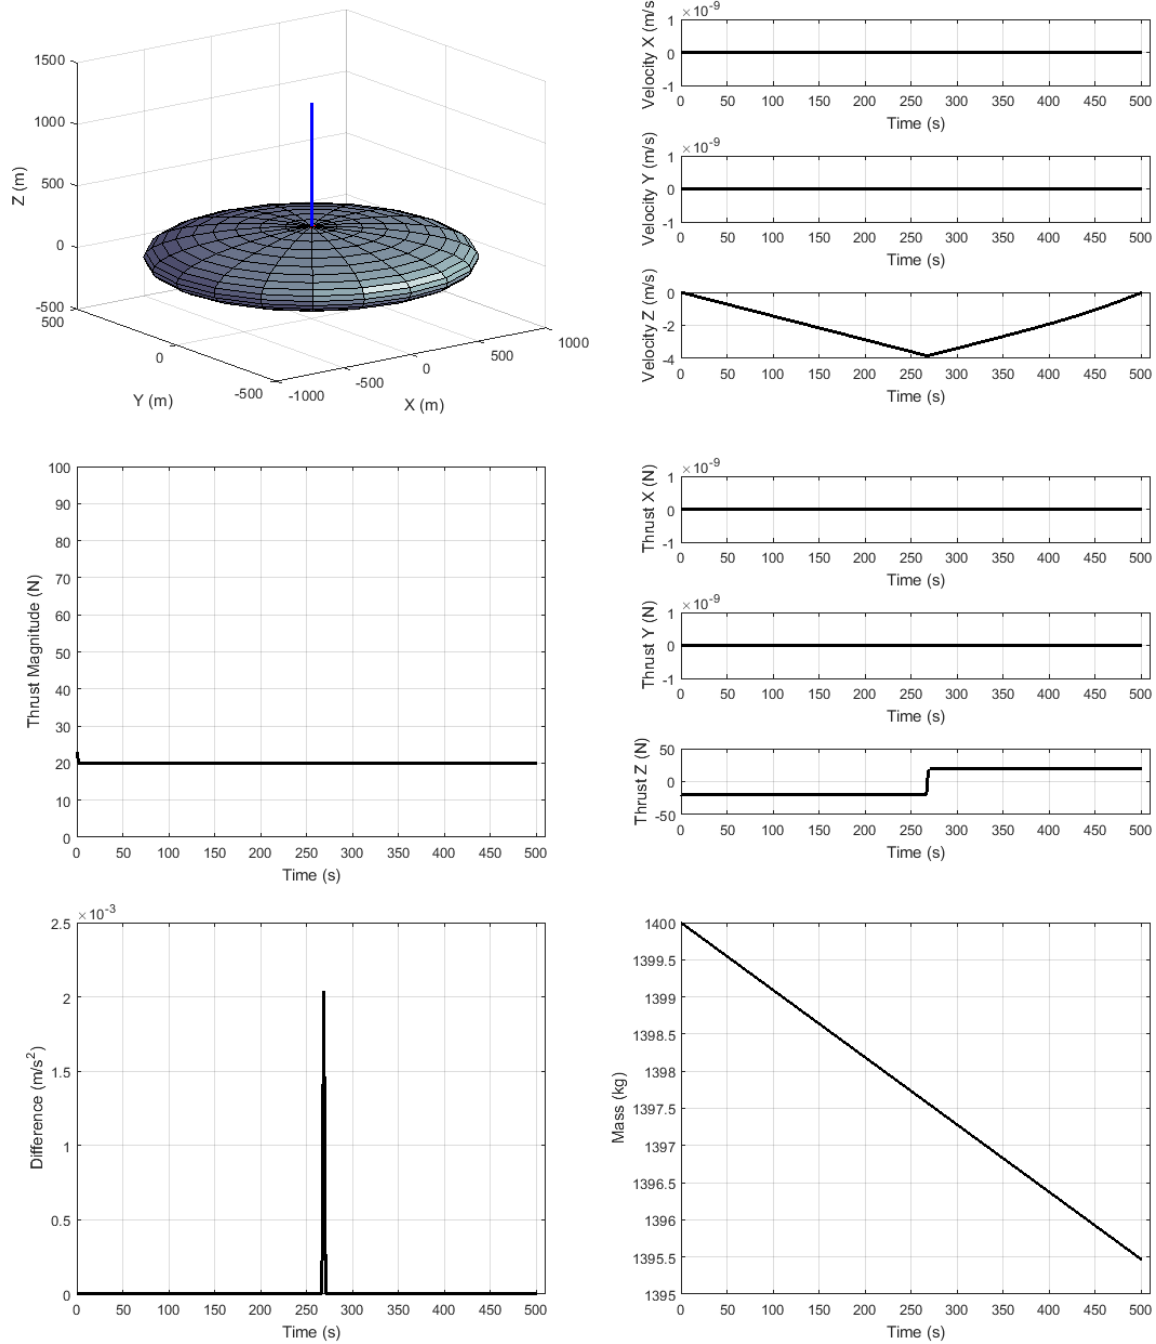 1500
1000
500
0
-500
Z (m)
500
0
-500
Y (m)
-1000
-500
0
500
1000
X (m)
×10-9
1
0
-1
Velocity X (m/s)
0 50 100 150 200 250 300 350 400 450 500
Time (s)
×10-9
1
0
-1
Velocity Y (m/s)
0 50 100 150 200 250 300 350 400 450 500
Time (s)
0
-2
-4
Velocity Z (m/s)
0 50 100 150 200 250 300 350 400 450 500
Time (s)
100
90
80
70
60
50
40
30
20
10
0
Thrust Magnitude (N)
0 50 100 150 200 250 300 350 400 450 500
Time (s)
×10-9
1
0
-1
Thrust X (N)
0 50 100 150 200 250 300 350 400 450 500
Time (s)
×10-9
1
0
-1
Thrust Y (N)
0 50 100 150 200 250 300 350 400 450 500
Time (s)
50
0
-50
Thrust Z (N)
0 50 100 150 200 250 300 350 400 450 500
Time (s)
×10-3
2.5
2
1.5
1
0.5
0
Difference (m/s2)
0 50 100 150 200 250 300 350 400 450 500
Time (s)
1400
1399.5
1399
1398.5
1398
1397.5
1397
1396.5
1396
1395.5
1395
Mass (kg)
0 50 100 150 200 250 300 350 400 450 500
Time (s)